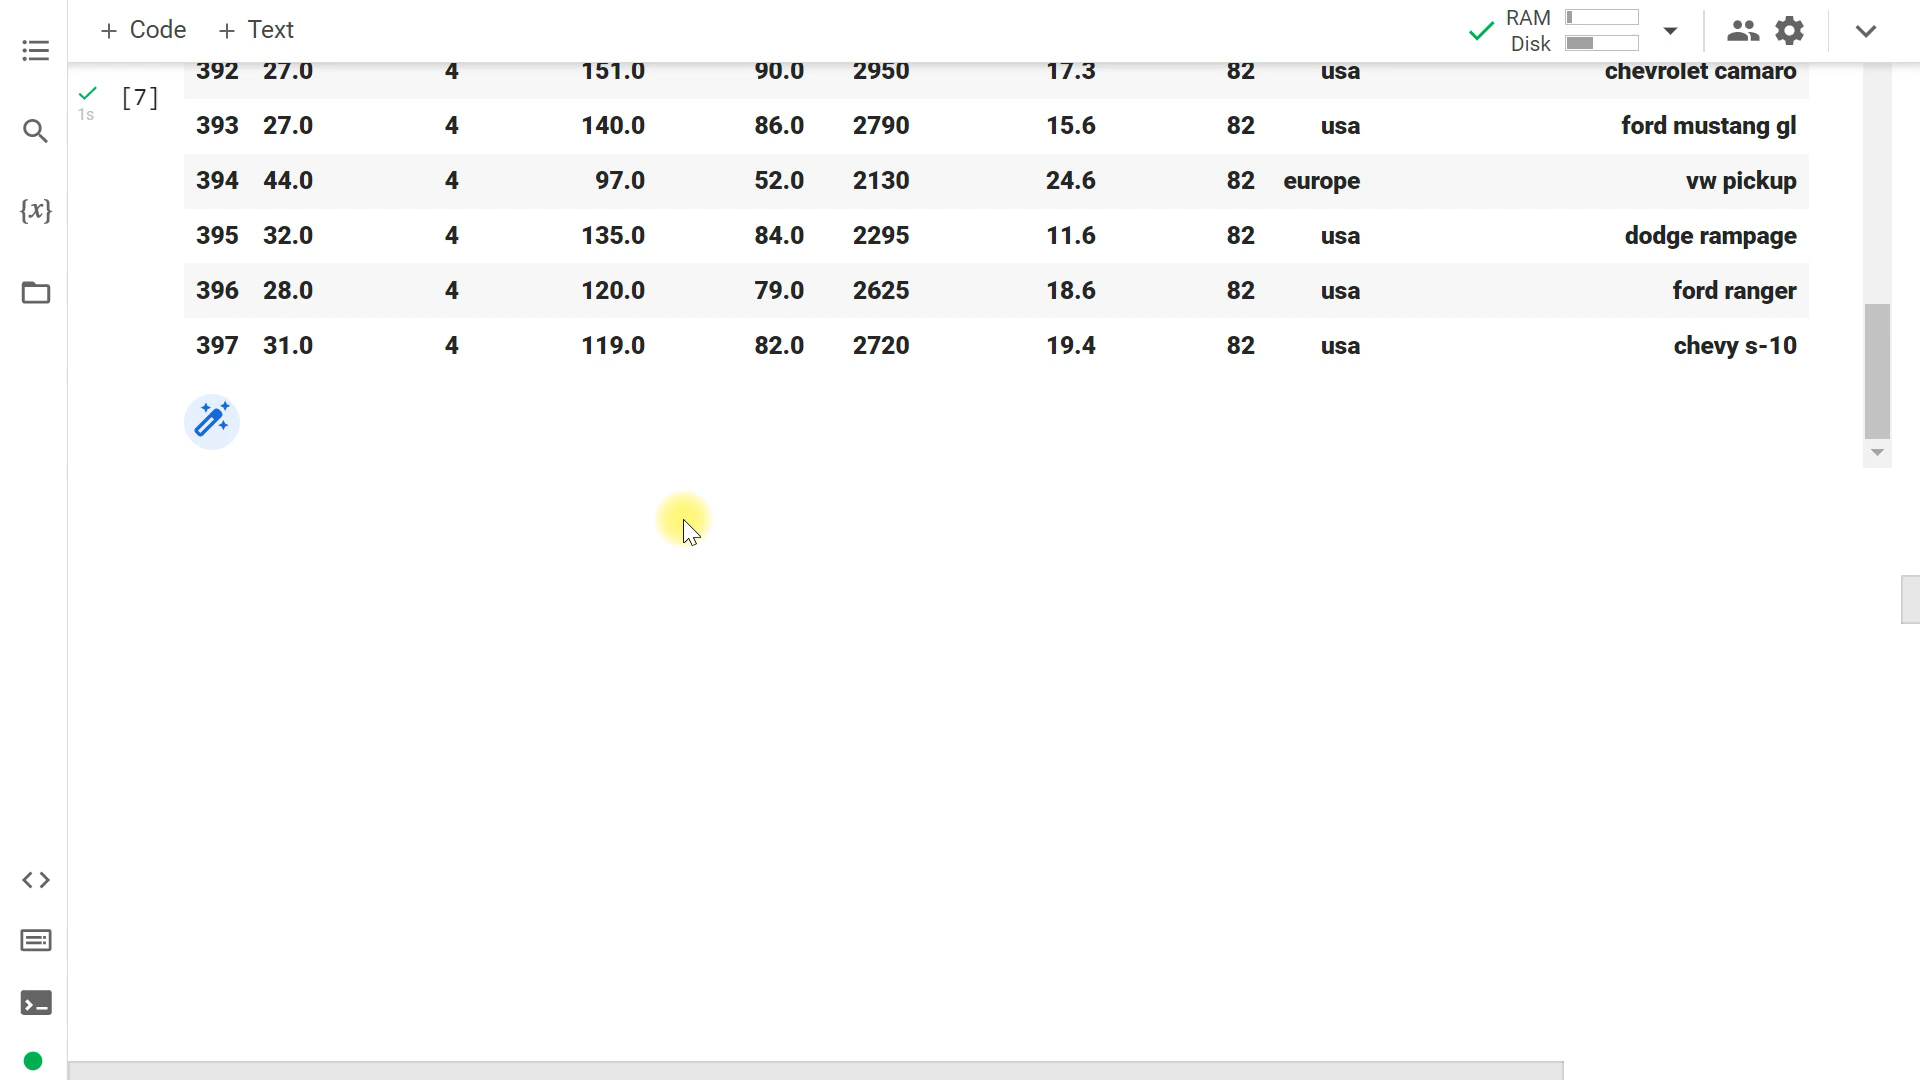 + Code + Text
RAM
Disk
392 27.0 4 151.0 90.0 2950 17.3 82 usa chevrolet camaro
[7]
1s
393 27.0 4 140.0 86.0 2790 15.6 82 usa ford mustang gl
394 44.0 4 97.0 52.0 2130 24.6 82 europe vw pickup
{x}
395 32.0 4 135.0 84.0 2295 11.6 82 usa dodge rampage
396 28.0 4 120.0 79.0 2625 18.6 82 usa ford ranger
397 31.0 4 119.0 82.0 2720 19.4 82 usa chevy s-10